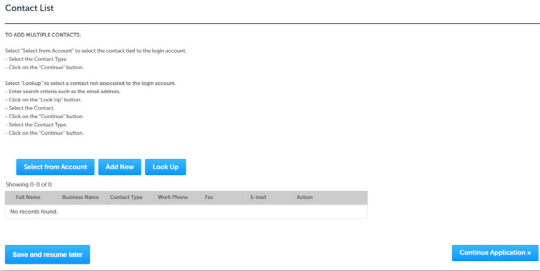 Contact List
TO ADD MULTIPLE CONTACTS:
Select "Select from Account" to select the contact tied to the login account.
- Select the Contact Type.
- Click on the "Continue" button.
Select "Lookup" to select a contact not associated to the login account.
- Enter search criteria such as the email address.
- Click on the "Look Up" button.
- Select the Contact.
- Click on the "Continue" button.
- Select the Contact Type.
- Click on the "Continue" button.
Select from Account Add New Look Up
Showing 0-0 of 0
Full Name Business Name Contact Type Work Phone Fax E-mail Action
No records found.
Save and resume later Continue Application »